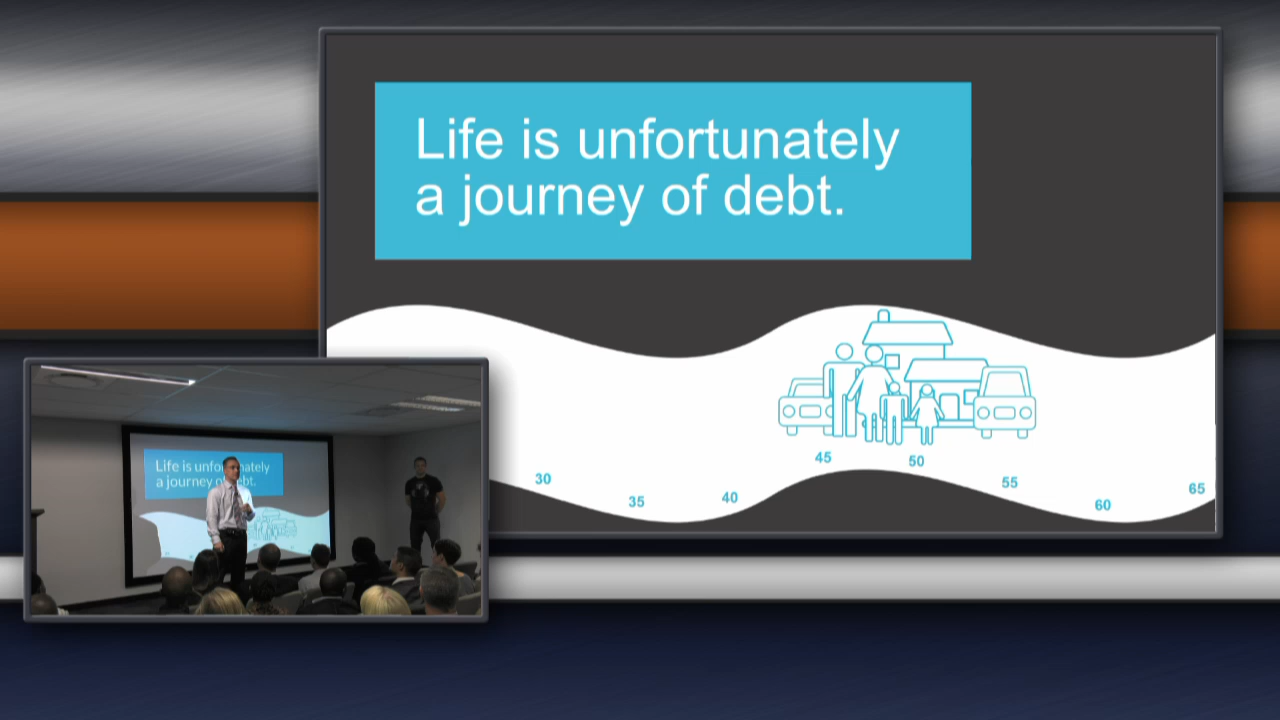 Life is unfortunately
a journey of debt.
30
35
40
45
50
55
60
65
Life is unfortunately
a journey of debt.